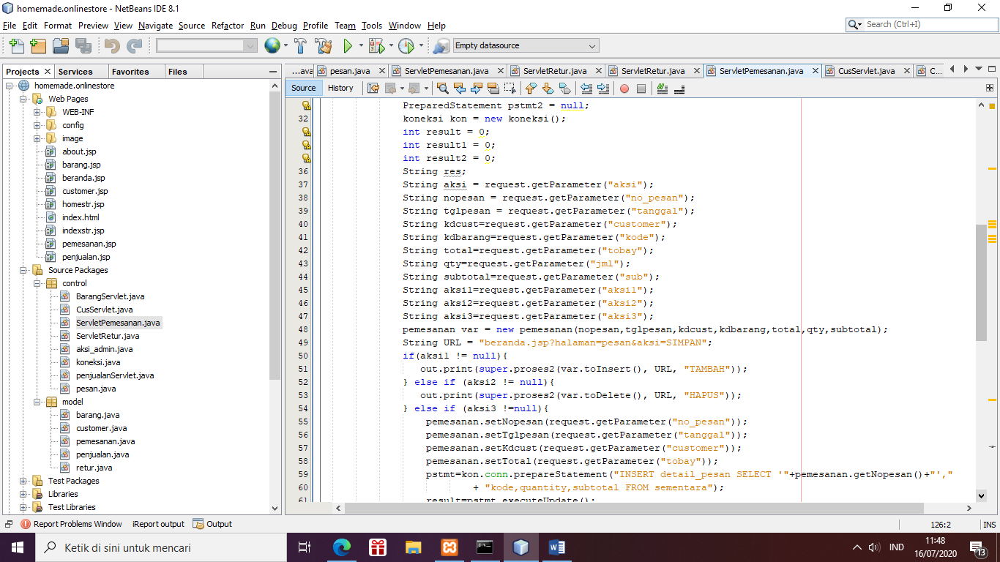 homemade.onlinestore - NetBeans IDE 8.1
File Edit Format Preview View Navigate Source Refactor Run Debug Profile Team Tools Window Help
Search (Ctrl+I)
Empty datasource
Projects Services Favorites Files
homemade.onlinestore
Web Pages
WEB-INF
config
image
about.jsp
barang.jsp
beranda.jsp
customer.jsp
homestr.jsp
index.html
indexstr.jsp
pemesanan.jsp
penjualan.jsp
Source Packages
control
BarangServlet.java
CusServlet.java
ServletPemesanan.java
ServletRetur.java
aksi_admin.java
koneksi.java
penjualanServlet.java
pesan.java
model
barang.java
customer.java
pemesanan.java
penjualan.java
retur.java
Test Packages
Libraries
Test Libraries
...ava pesan.java ServletPemesanan.java ServletRetur.java ServletRetur.java ServletPemesanan.java CusServlet.java C...
Source History
PreparedStatement pstmt2 = null;
32 koneksi kon = new koneksi();
int result = 0;
int result1 = 0;
int result2 = 0;
36 String res;
37 String aksi = request.getParameter("aksi");
38 String nopesan = request.getParameter("no_pesan");
39 String tglpesan = request.getParameter("tanggal");
40 String kdcust=request.getParameter("customer");
41 String kdbarang=request.getParameter("kode");
42 String total=request.getParameter("tobay");
43 String qty=request.getParameter("jml");
44 String subtotal=request.getParameter("sub");
45 String aksi1=request.getParameter("aksi1");
46 String aksi2=request.getParameter("aksi2");
47 String aksi3=request.getParameter("aksi3");
48 pemesanan var = new pemesanan(nopesan,tglpesan,kdcust,kdbarang,total,qty,subtotal);
49 String URL = "beranda.jsp?halaman=pesan&aksi=SIMPAN";
50 if(aksi1 != null){
51 out.print(super.proses2(var.toInsert(), URL, "TAMBAH"));
52 } else if (aksi2 != null){
53 out.print(super.proses2(var.toDelete(), URL, "HAPUS"));
54 } else if (aksi3 !=null){
55 pemesanan.setNopesan(request.getParameter("no_pesan"));
56 pemesanan.setTglpesan(request.getParameter("tanggal"));
57 pemesanan.setKdcust(request.getParameter("customer"));
58 pemesanan.setTotal(request.getParameter("tobay"));
59 pstmt=kon.conn.prepareStatement("INSERT detail_pesan SELECT '"+pemesanan.getNopesan()+"',"
60 + "kode,quantity,subtotal FROM sementara");
61 result=pstmt.executeUpdate();
Report Problems Window iReport output Output
126:2 INS
Ketik di sini untuk mencari
IND
11:48
16/07/2020
13